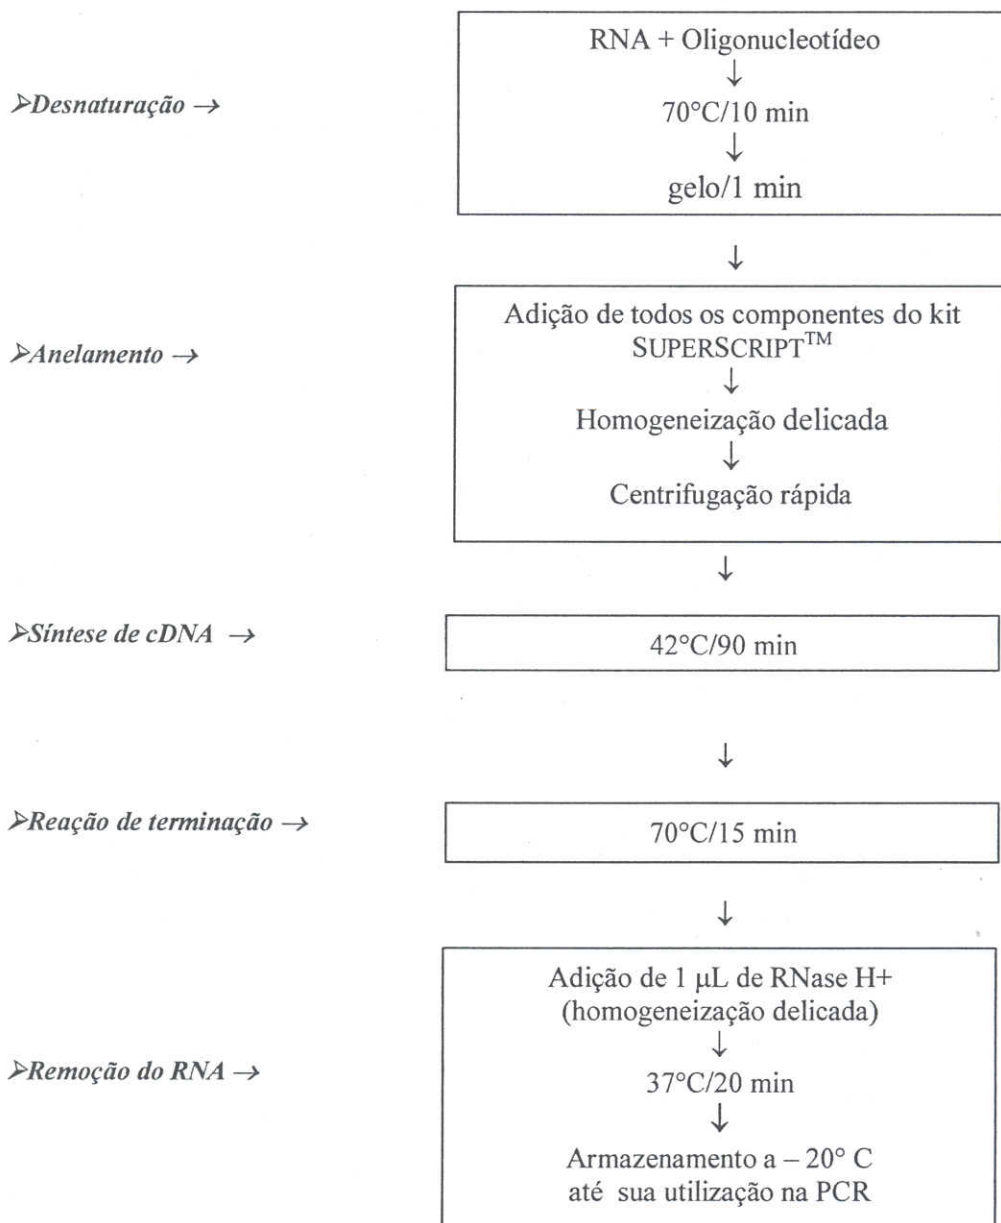 RNA + Oligonucleotídeo
↓
➢Desnaturação →
70°C/10 min
↓
gelo/1 min
↓
Adição de todos os componentes do kit
SUPERSCRIPT™
➢Anelamento →
↓
Homogeneização delicada
↓
Centrifugação rápida
↓
➢Síntese de cDNA →
42°C/90 min
↓
➢Reação de terminação →
70°C/15 min
↓
Adição de 1 µL de RNase H+
(homogeneização delicada)
↓
➢Remoção do RNA →
37°C/20 min
↓
Armazenamento a – 20° C
até sua utilização na PCR